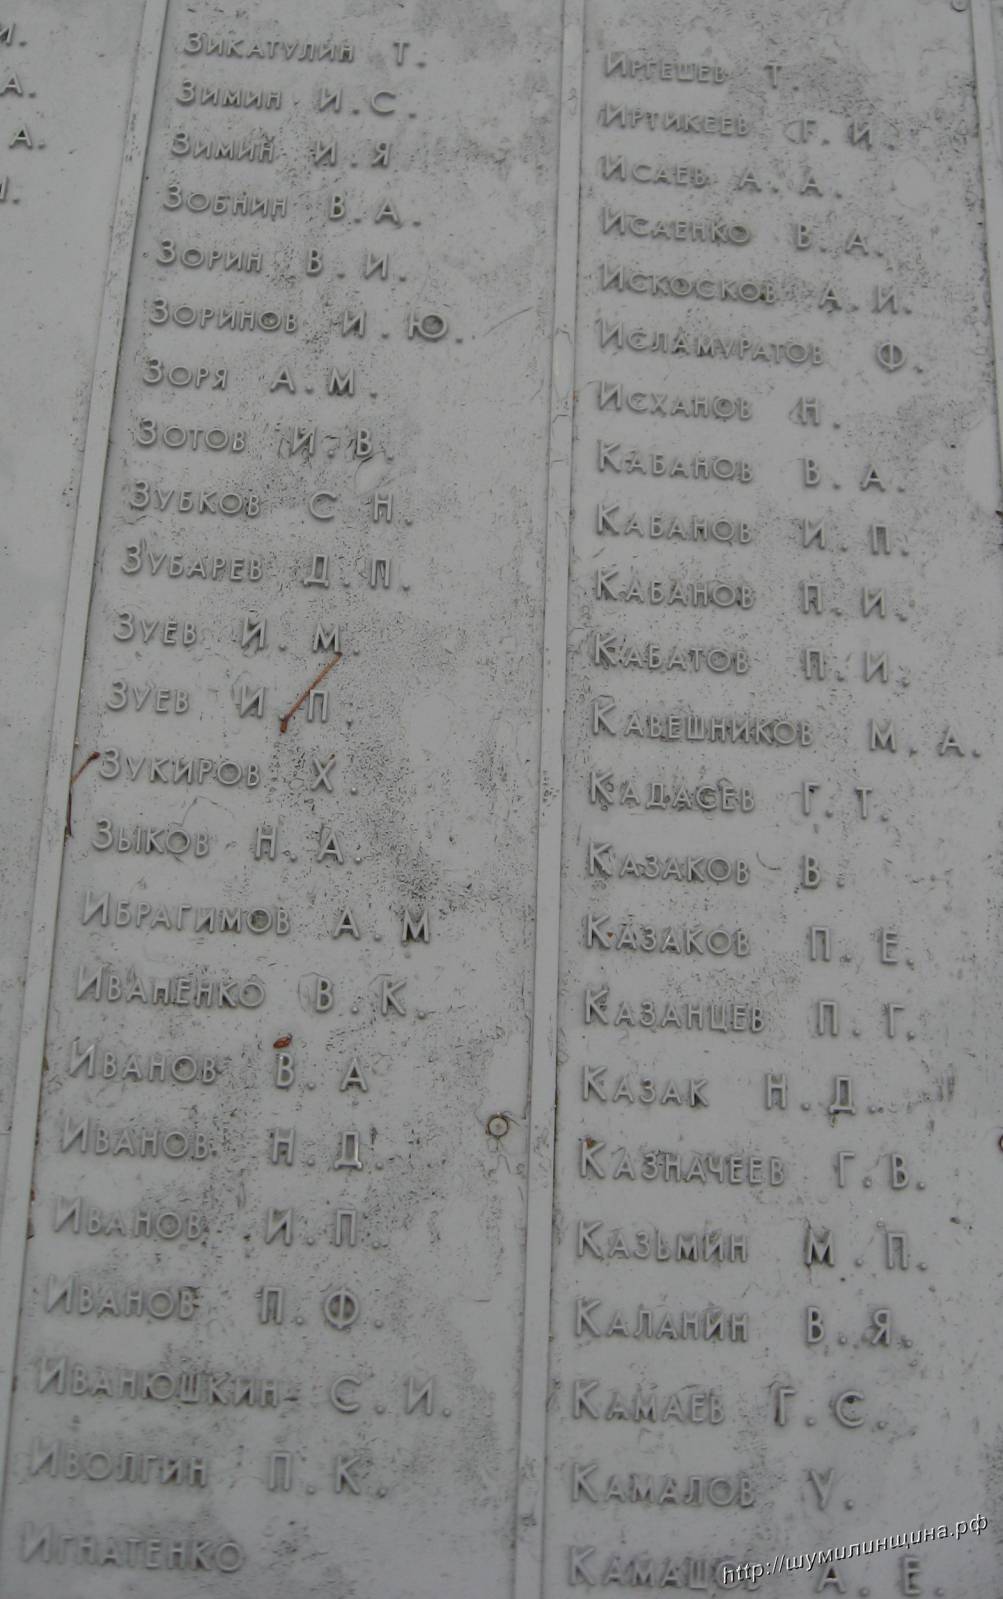 И.
А.
А.
Зикатулин Т.
Зимин И.С.
Зимин И.Я
Зобнин В.А.
Зорин В.И.
Зоринов И.Ю.
Зоря А.М.
Зотов И.В.
Зубков С Н.
Зубарев Д.П.
Зуев И.М.
Зуев И.П.
Зукиров Х.
Зыков Н.А.
Ибрагимов А.М
Иваненко В.К.
Иванов В.А
Иванов Н.Д.
Иванов И.П.
Иванов П.Ф.
Иванюшкин С.И.
Иволгин П.К.
Игнатенко
Иргешев Т.
Иртикеев Г.И.
Исаев А.А.
Исаенко В.А.
Искосков А.И.
Исламуратов Ф.
Исханов Н.
Кабанов В.А.
Кабанов И.П.
Кабанов П.И.
Кабатов П.И.
Кавешников М.А.
Кадасев Г.Т.
Казаков В.
Казаков П.Е.
Казанцев П.Г.
Казак Н.Д.
Казначеев Г.В.
Казьмин М.П.
Каланин В.Я.
Камаев Г.С.
Камалов У.
А.Е.
http://шумилинщина.рф